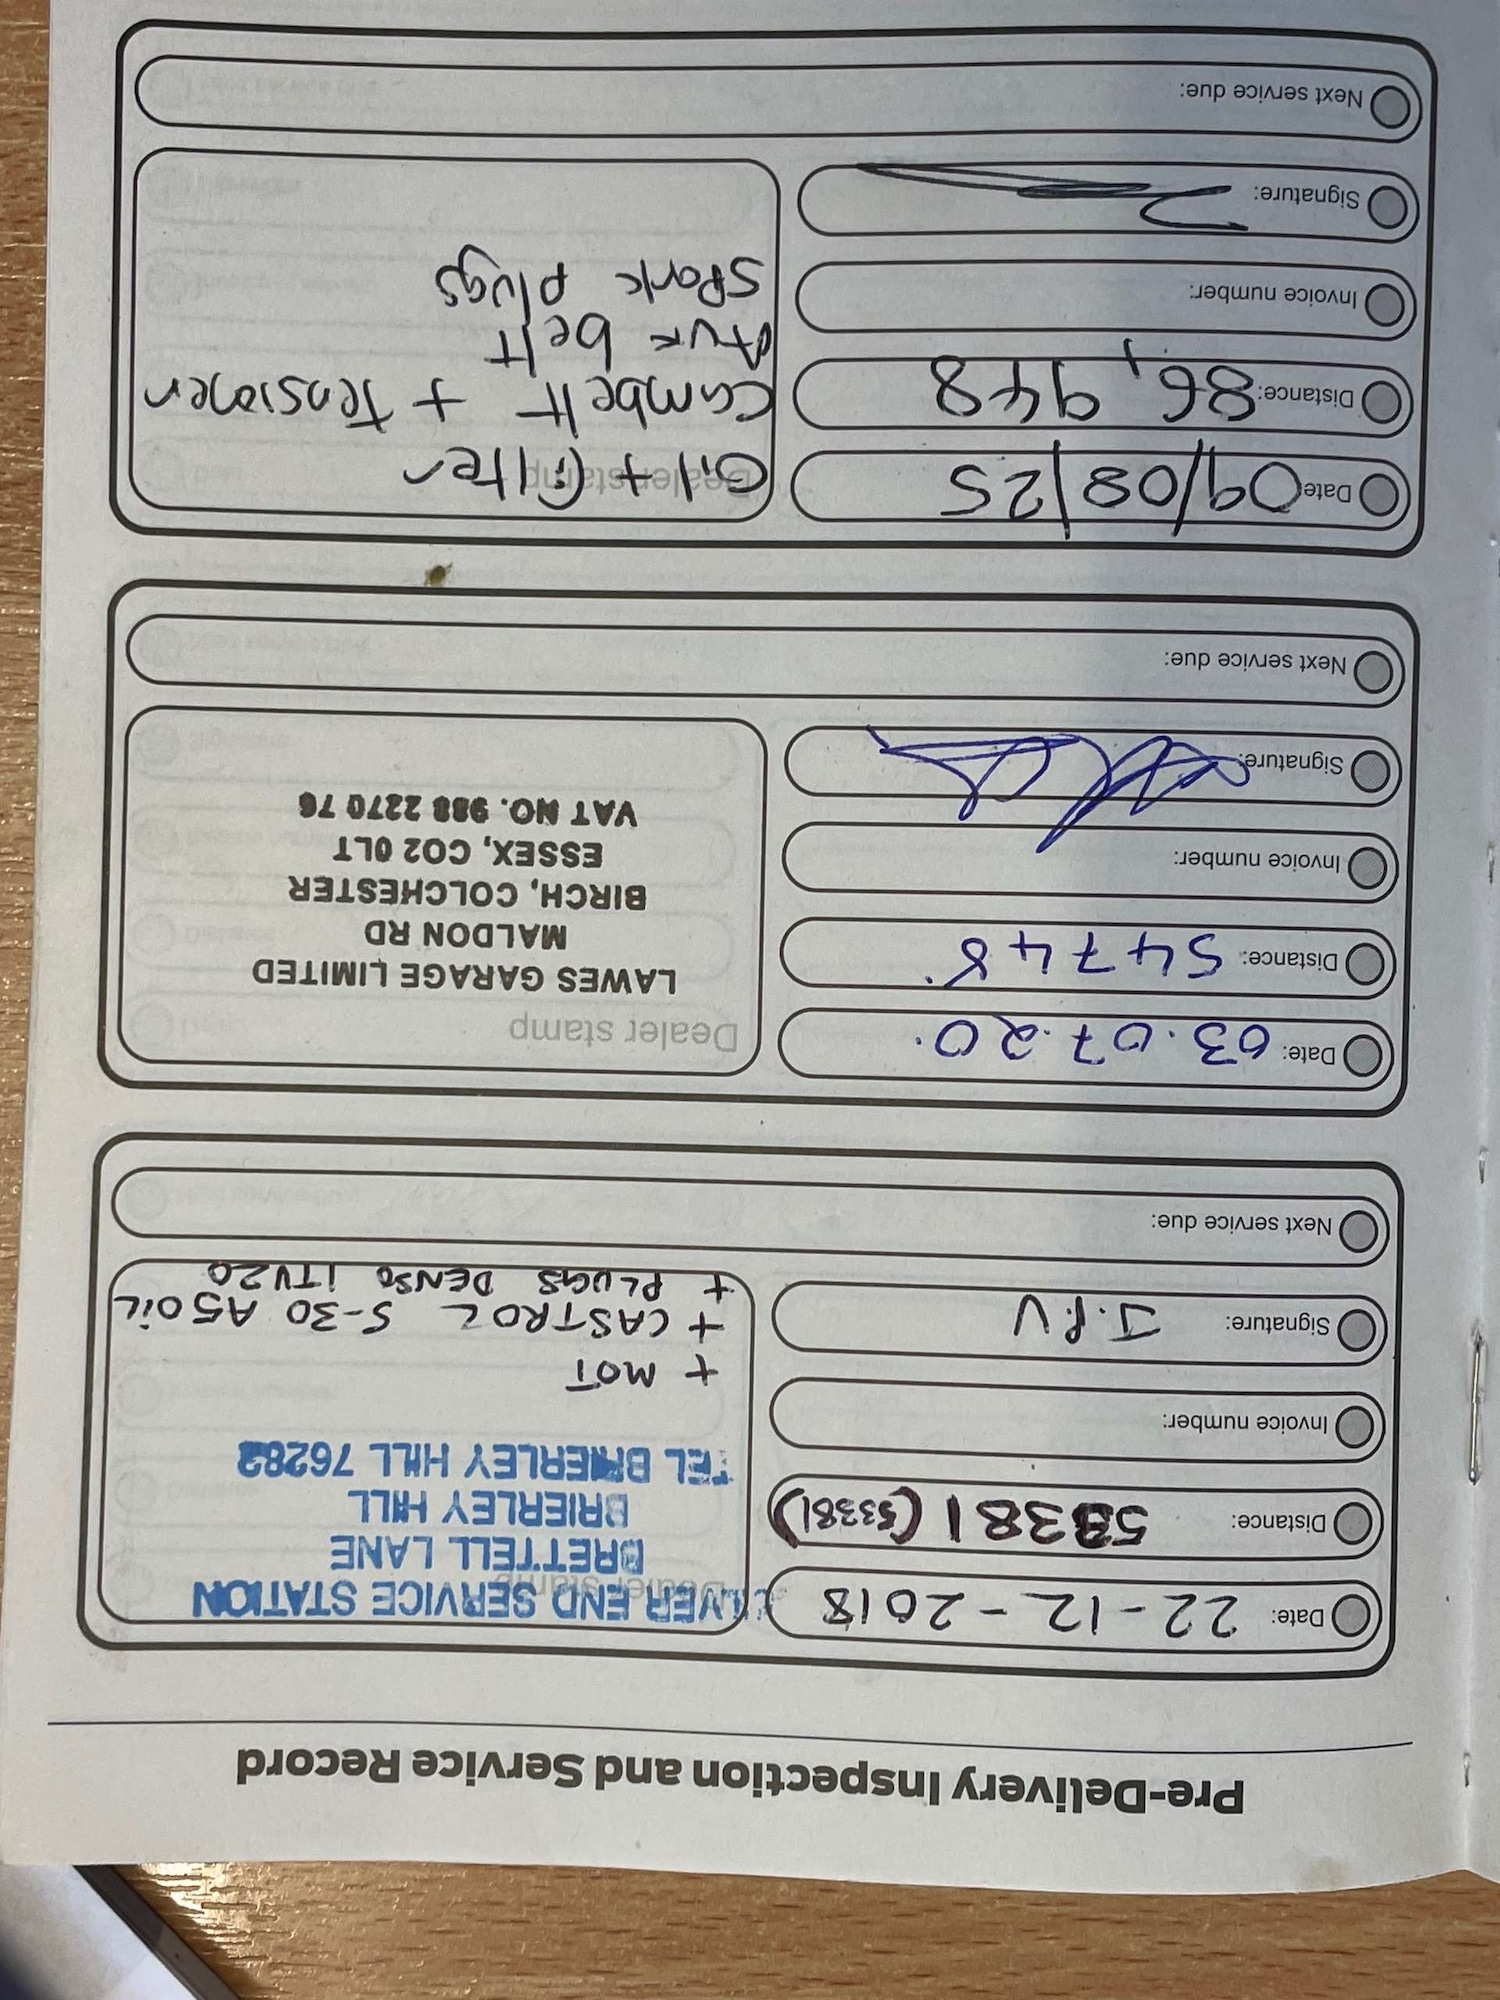 Pre-Delivery Inspection and Service Record
Date: 22-12-2018
Distance: 53381 (53381)
Invoice number:
Signature: J.P.V
Next service due:
Dealer stamp
END SERVICE STATION
BRETTELL LANE
BRIERLEY HILL
TEL BRIERLEY HILL 76282
+ MOT
+ CASTROL 5-30 A5 OIL
+ PLUGS DENSO ITV20
Date: 03.07.20.
Distance: 54748.
Invoice number:
Signature:
Next service due:
Dealer stamp
LAWES GARAGE LIMITED
MALDON RD
BIRCH, COLCHESTER
ESSEX, CO2 0LT
VAT NO. 988 2270 76
Date: 09/08/25
Distance: 86,948
Invoice number:
Signature:
Next service due:
Dealer stamp
Oil + filter
Cambelt + Tensioner
Aux belt
Spark plugs